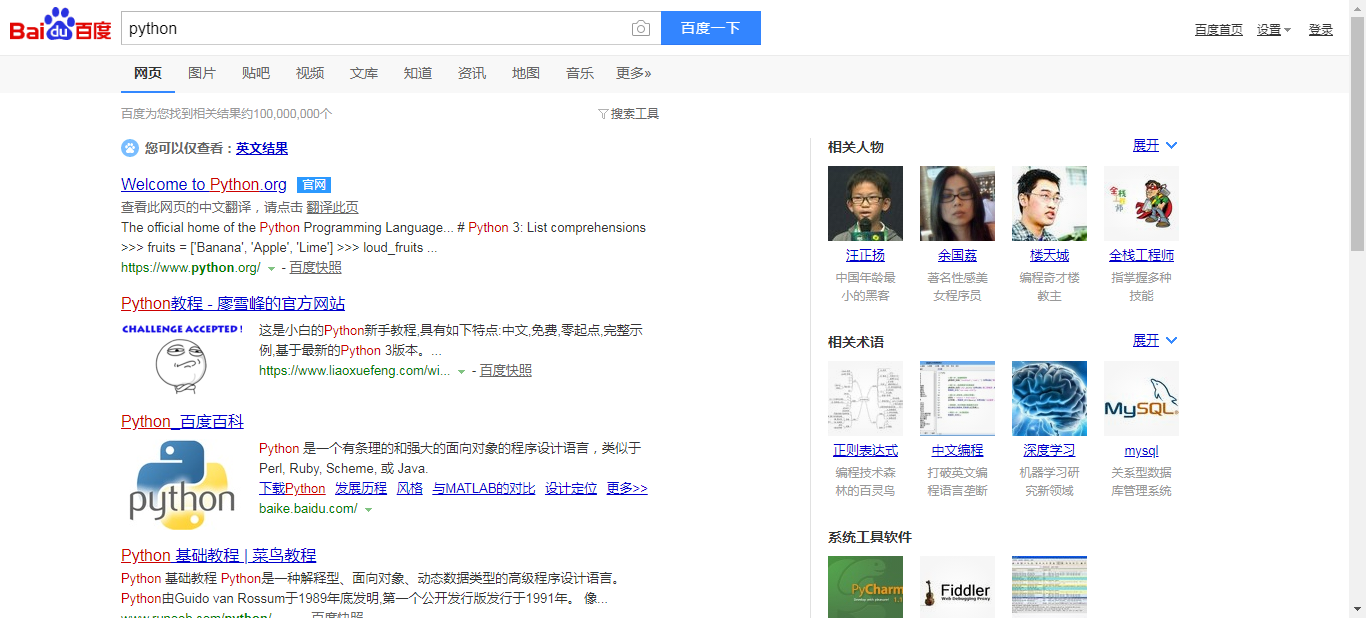 Bai du 百度
python
百度一下
百度首页 设置 登录
网页 图片 贴吧 视频 文库 知道 资讯 地图 音乐 更多»
百度为您找到相关结果约100,000,000个
搜索工具
您可以仅查看：英文结果
Welcome to Python.org 官网
查看此网页的中文翻译，请点击 翻译此页
The official home of the Python Programming Language... # Python 3: List comprehensions
>>> fruits = ['Banana', 'Apple', 'Lime'] >>> loud_fruits ...
https://www.python.org/ - 百度快照
Python教程 - 廖雪峰的官方网站
CHALLENGE ACCEPTED!
这是小白的Python新手教程,具有如下特点:中文,免费,零起点,完整示
例,基于最新的Python 3版本。...
https://www.liaoxuefeng.com/wi... - 百度快照
Python_百度百科
python
Python 是一个有条理的和强大的面向对象的程序设计语言，类似于
Perl, Ruby, Scheme, 或 Java.
下载Python 发展历程 风格 与MATLAB的对比 设计定位 更多>>
baike.baidu.com/
Python 基础教程 | 菜鸟教程
Python 基础教程 Python是一种解释型、面向对象、动态数据类型的高级程序设计语言。
Python由Guido van Rossum于1989年底发明,第一个公开发行版发行于1991年。 像...
www.runoob.com/python/ 百度快照
相关人物 展开
全栈工程师
汪正扬 余国荔 楼天城 全栈工程师
中国年龄最 著名性感美 编程奇才楼 指掌握多种
小的黑客 女程序员 教主 技能
相关术语 展开
MySQL
正则表达式 中文编程 深度学习 mysql
编程技术森 打破英文编 机器学习研 关系型数据
林的百灵鸟 程语言垄断 究新领域 库管理系统
系统工具软件
PyCharm
Fiddler
Web Debugging Proxy